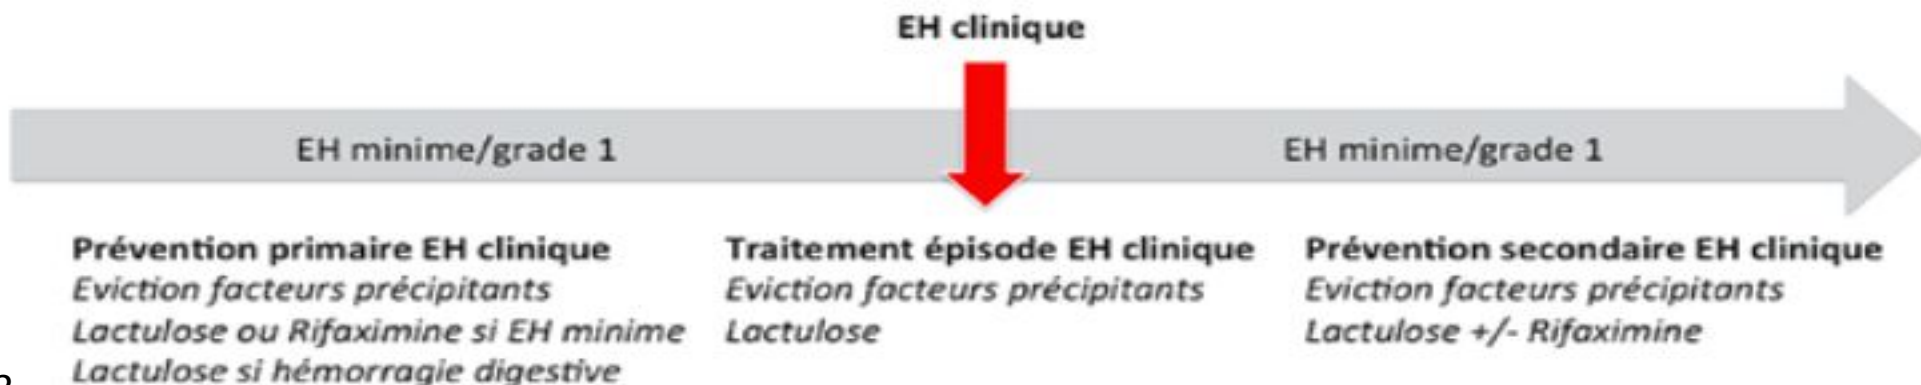 EH clinique
EH minime/grade 1
EH minime/grade 1
Prévention primaire EH clinique
Eviction facteurs précipitants
Lactulose ou Rifaximine si EH minime
Lactulose si hémorragie digestive
Traitement épisode EH clinique
Eviction facteurs précipitants
Lactulose
Prévention secondaire EH clinique
Eviction facteurs précipitants
Lactulose +/- Rifaximine